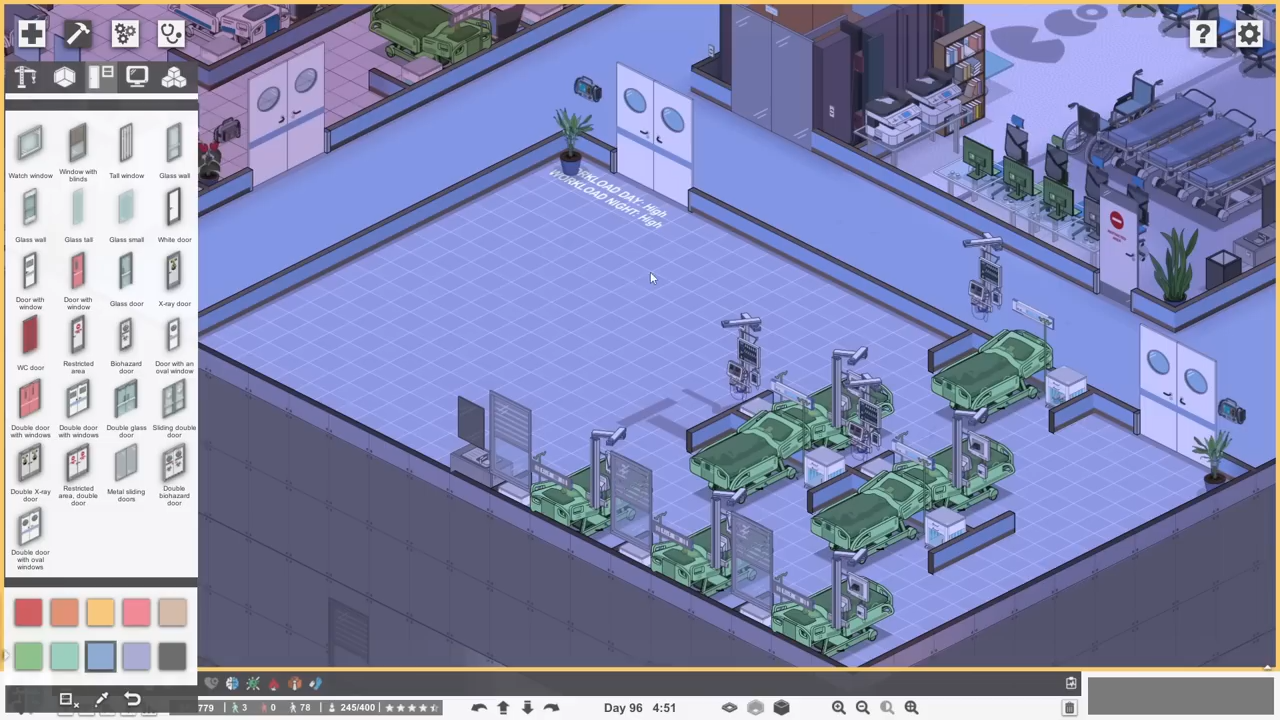 ?
Watch window
Window with blinds
Tall window
Glass wall
Glass wall
Glass tall
Glass small
White door
Door with window
Door with window
Glass door
X-ray door
WC door
Restricted area
Biohazard door
Door with an oval window
Double door with windows
Double door with windows
Double glass door
Sliding double door
Double X-ray door
Restricted area, double door
Metal sliding doors
Double biohazard door
Double door with oval windows
WORKLOAD DAY: High
WORKLOAD NIGHT: High
779
3
0
78
245/400
Day 96 4:51